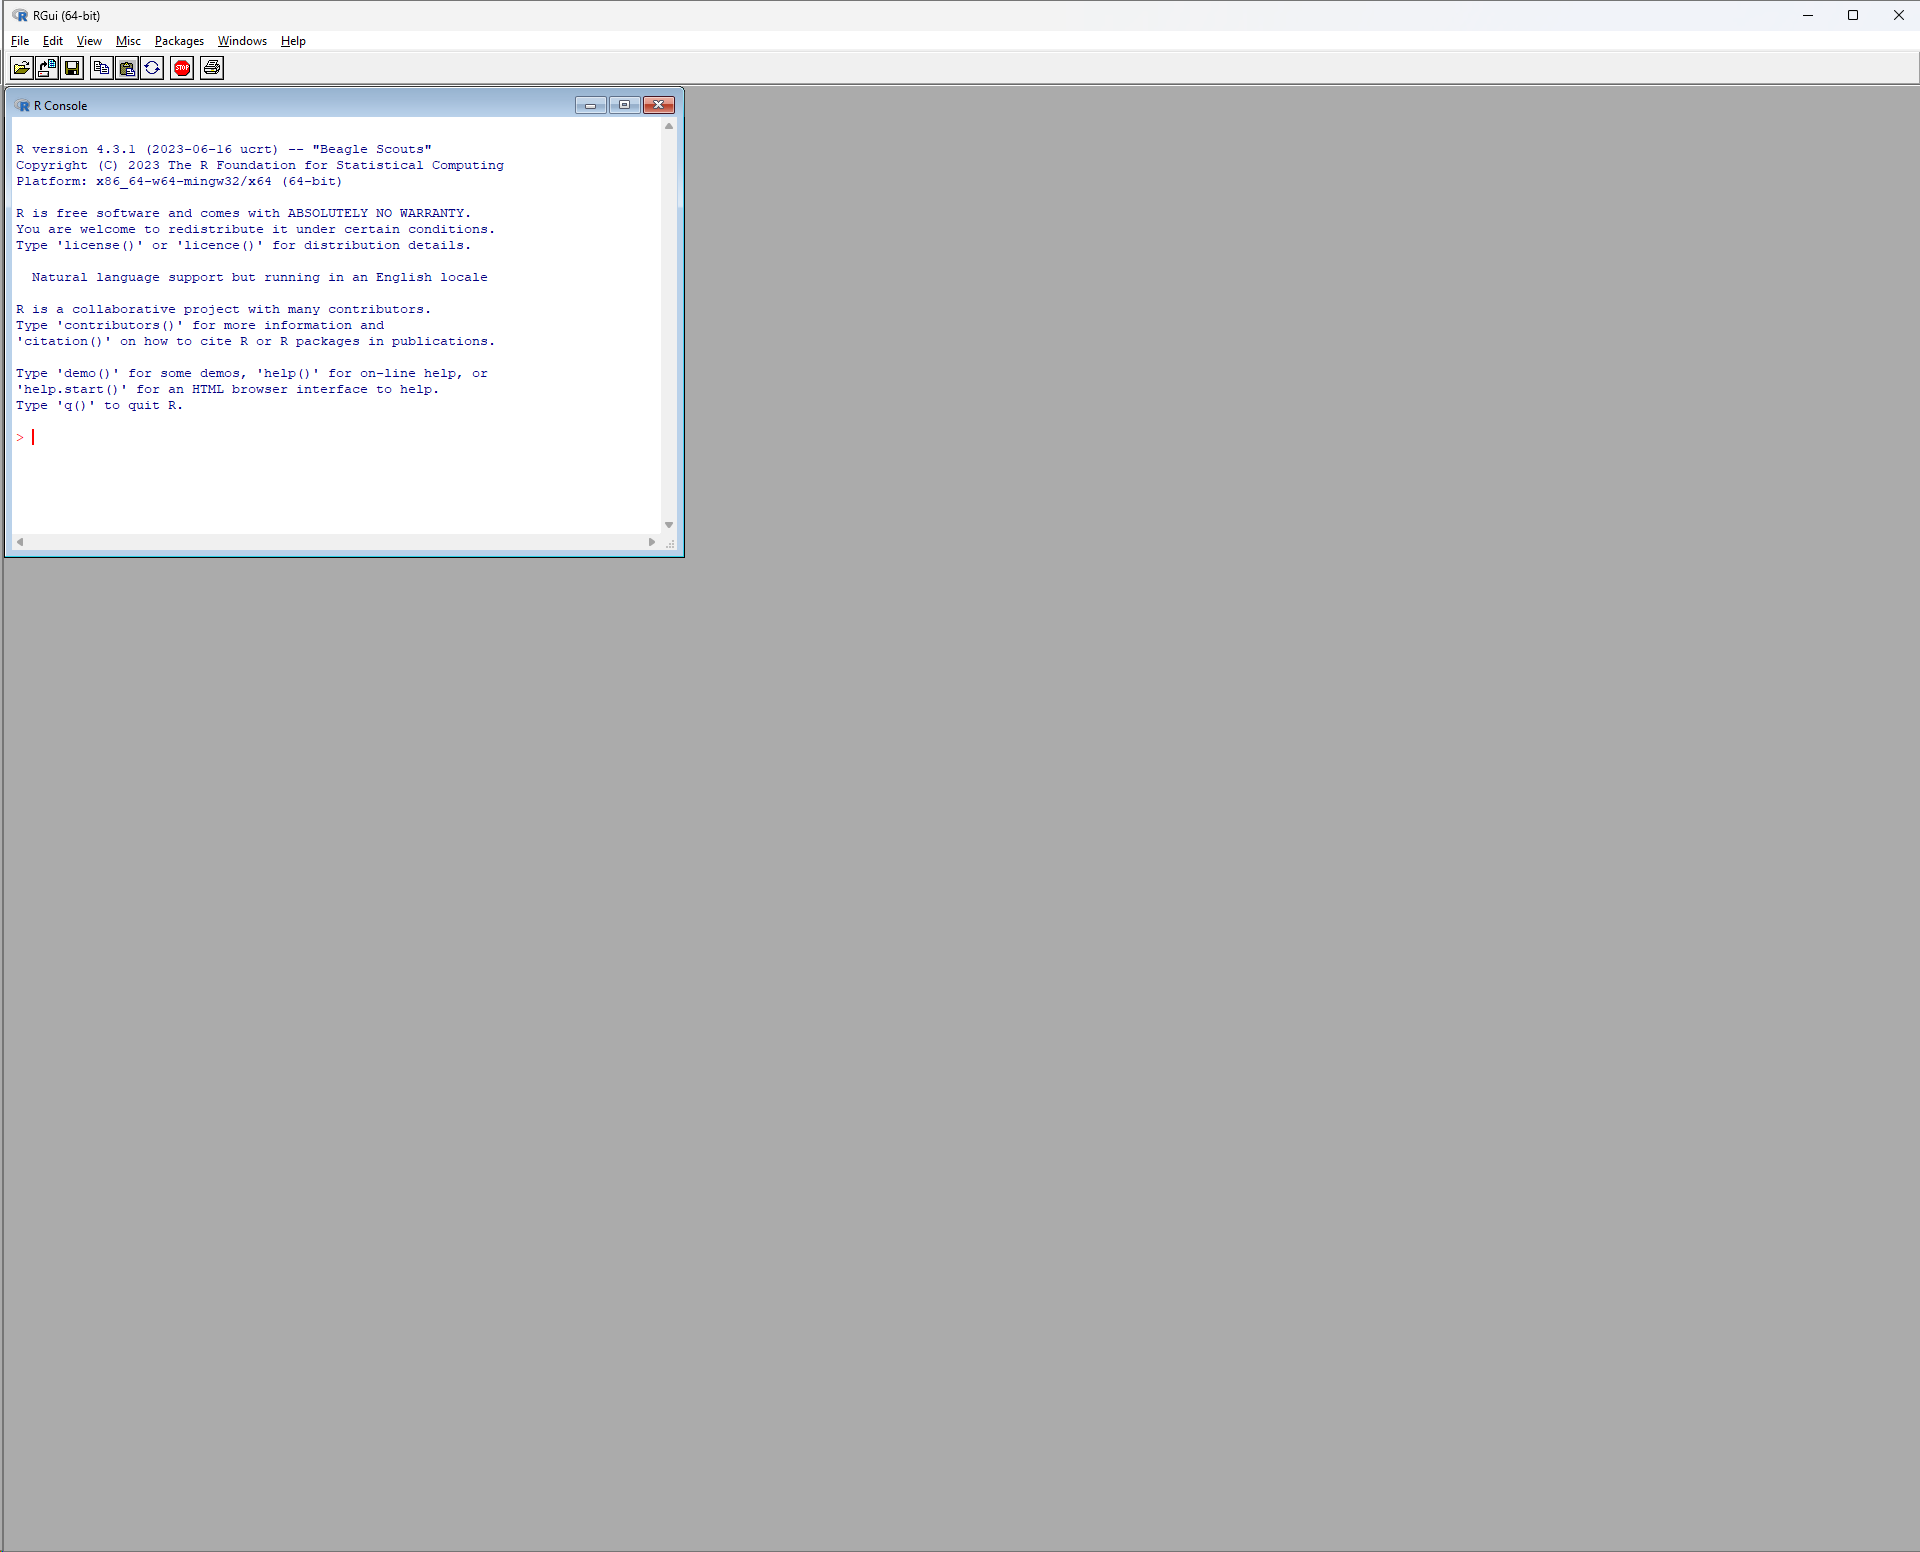 RGui (64-bit)
File Edit View Misc Packages Windows Help
STOP
R Console
R version 4.3.1 (2023-06-16 ucrt) -- "Beagle Scouts"
Copyright (C) 2023 The R Foundation for Statistical Computing
Platform: x86_64-w64-mingw32/x64 (64-bit)
R is free software and comes with ABSOLUTELY NO WARRANTY.
You are welcome to redistribute it under certain conditions.
Type 'license()' or 'licence()' for distribution details.
Natural language support but running in an English locale
R is a collaborative project with many contributors.
Type 'contributors()' for more information and
'citation()' on how to cite R or R packages in publications.
Type 'demo()' for some demos, 'help()' for on-line help, or
'help.start()' for an HTML browser interface to help.
Type 'q()' to quit R.
>